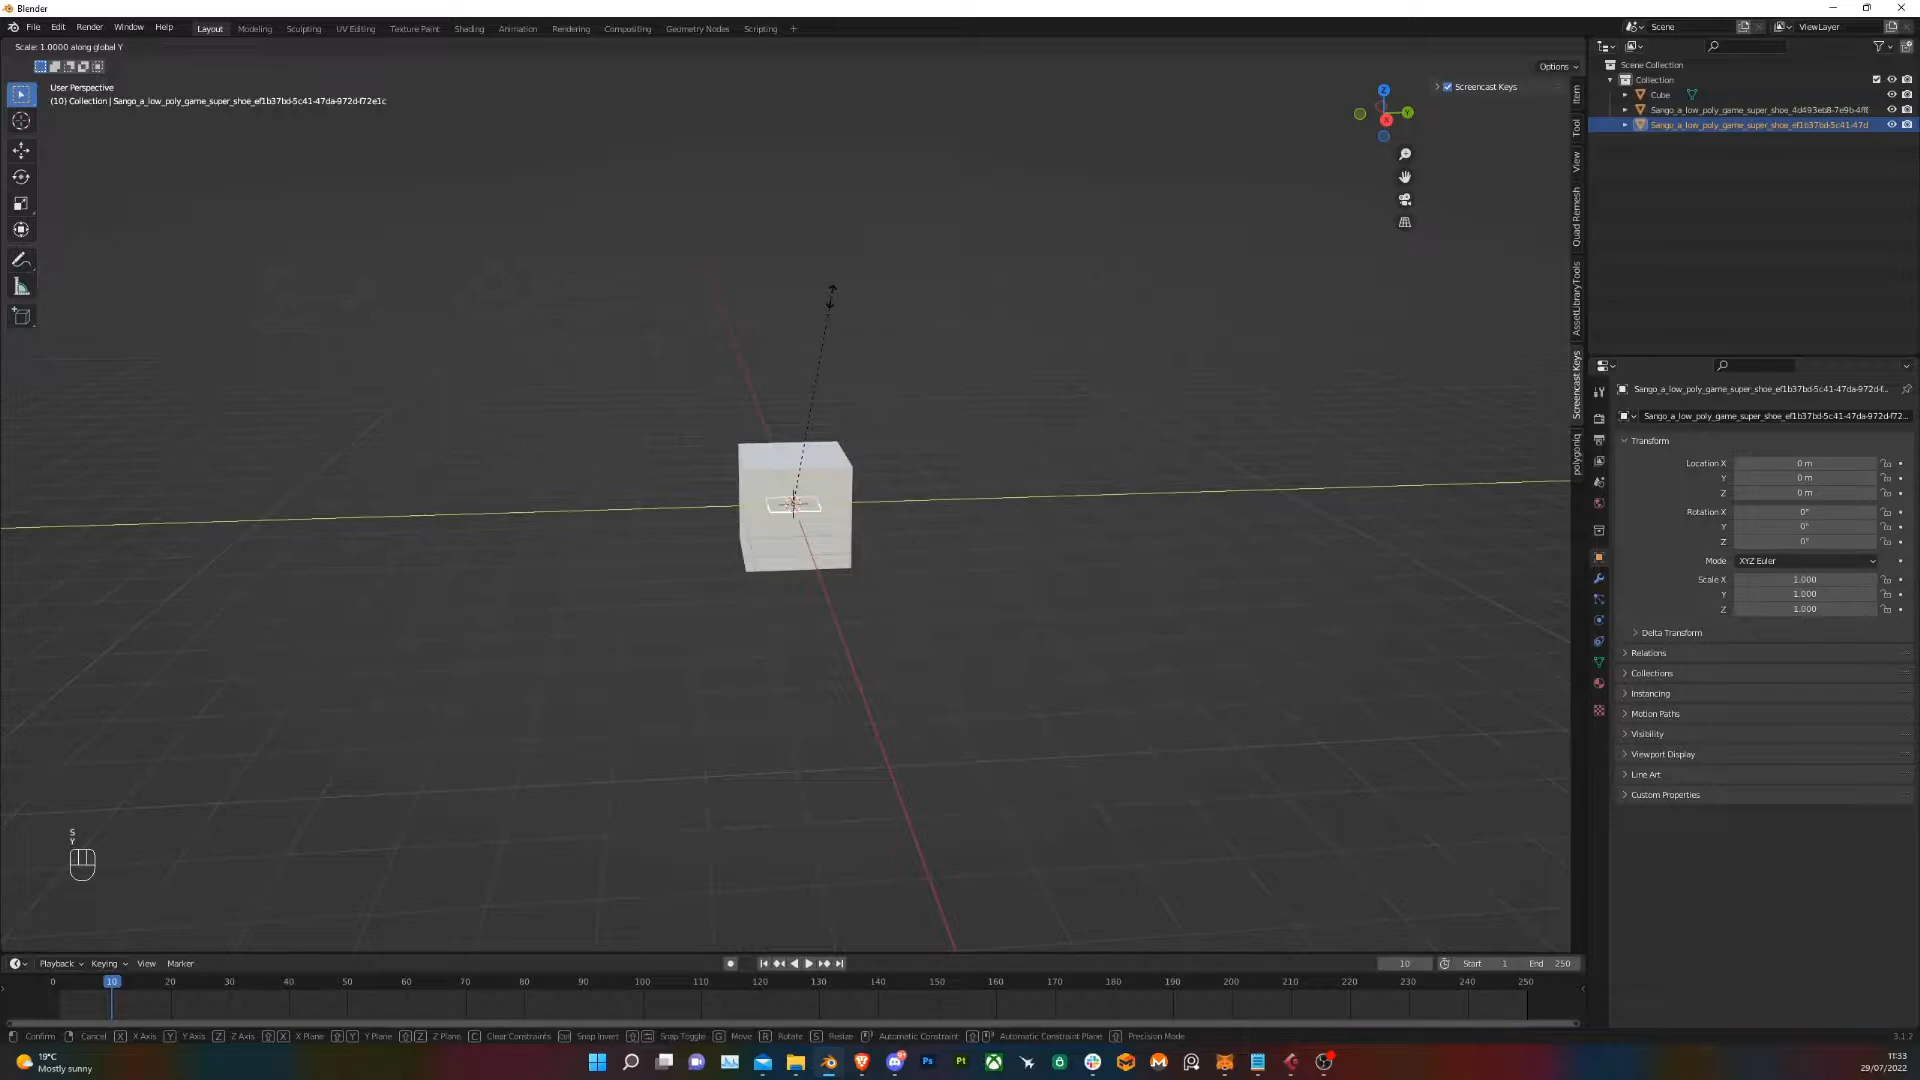 Blender
File Edit Render Window Help
Layout Modeling Sculpting UV Editing Texture Paint Shading Animation Rendering Compositing Geometry Nodes Scripting +
Scene
ViewLayer
Scale: 1.0000 along global Y
Options
User Perspective
(10) Collection | Sango_a_low_poly_game_super_shoe_ef1b37bd-5c41-47da-972d-f72e1c
Screencast Keys
Z
Y
X
Item
Tool
View
Quad Remesh
AssetLibraryTools
Screencast Keys
polygoniq
Scene Collection
Collection
Cube
Sango_a_low_poly_game_super_shoe_4d493eb8-7e9b-4ff
Sango_a_low_poly_game_super_shoe_ef1b37bd-5c41-47d
Sango_a_low_poly_game_super_shoe_ef1b37bd-5c41-47da-972d-f...
Sango_a_low_poly_game_super_shoe_ef1b37bd-5c41-47da-972d-f72...
Transform
Location X 0 m
Y 0 m
Z 0 m
Rotation X 0°
Y 0°
Z 0°
Mode XYZ Euler
Scale X 1.000
Y 1.000
Z 1.000
Delta Transform
Relations
Collections
Instancing
Motion Paths
Visibility
Viewport Display
Line Art
Custom Properties
S
Y
Playback Keying View Marker
10 Start 1 End 250
0 10 20 30 40 50 60 70 80 90 100 110 120 130 140 150 160 170 180 190 200 210 220 230 240 250
Confirm Cancel X X Axis Y Y Axis Z Z Axis X X Plane Y Y Plane Z Z Plane C Clear Constraints Snap Invert Snap Toggle G Move R Rotate S Resize Automatic Constraint Automatic Constraint Plane Precision Mode 3.1.2
19°C
Mostly sunny
Ps
Pt
11:33
29/07/2022